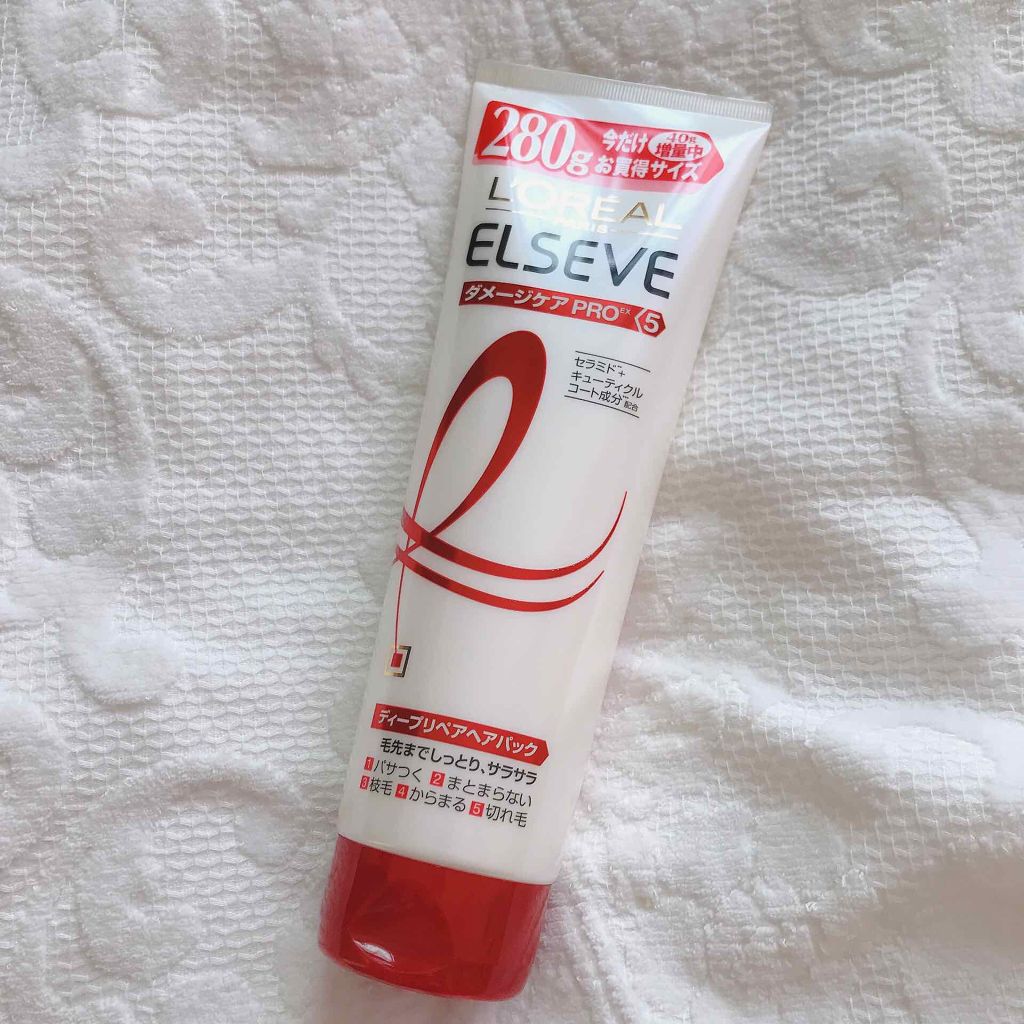 280g 今だけ 40g 増量中
お買得サイズ
L'ORÉAL
PARIS
ELSEVE
ダメージケア PRO EX 5
セラミド*+
キューティクル
コート成分**配合
ディープリペアヘアパック
毛先までしっとり、サラサラ
1 パサつく 2 まとまらない
3 枝毛 4 からまる 5 切れ毛